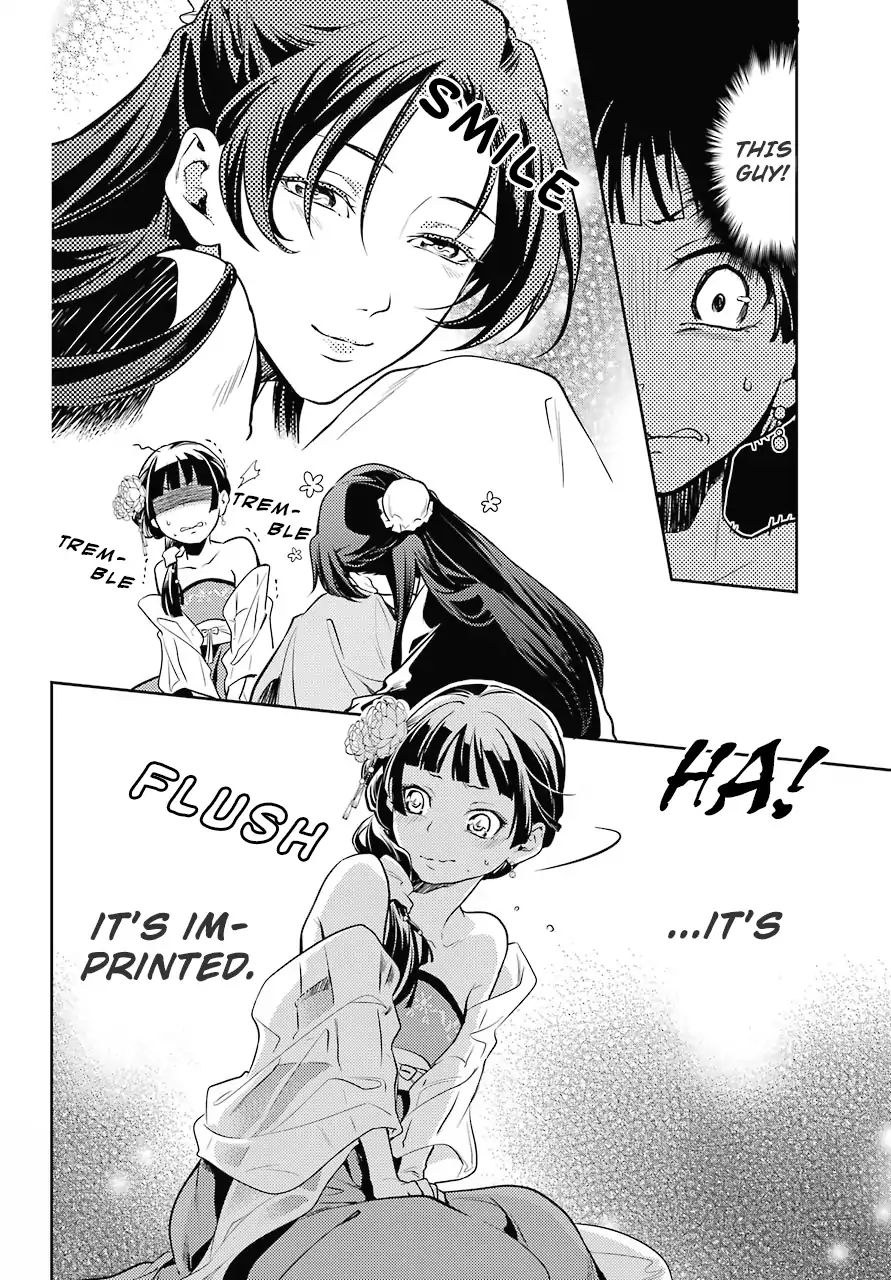 THIS
GUY!
SMILE
TREM-
BLE
TREM-
BLE
HA!
...IT'S
FLUSH
IT'S IM-
PRINTED.